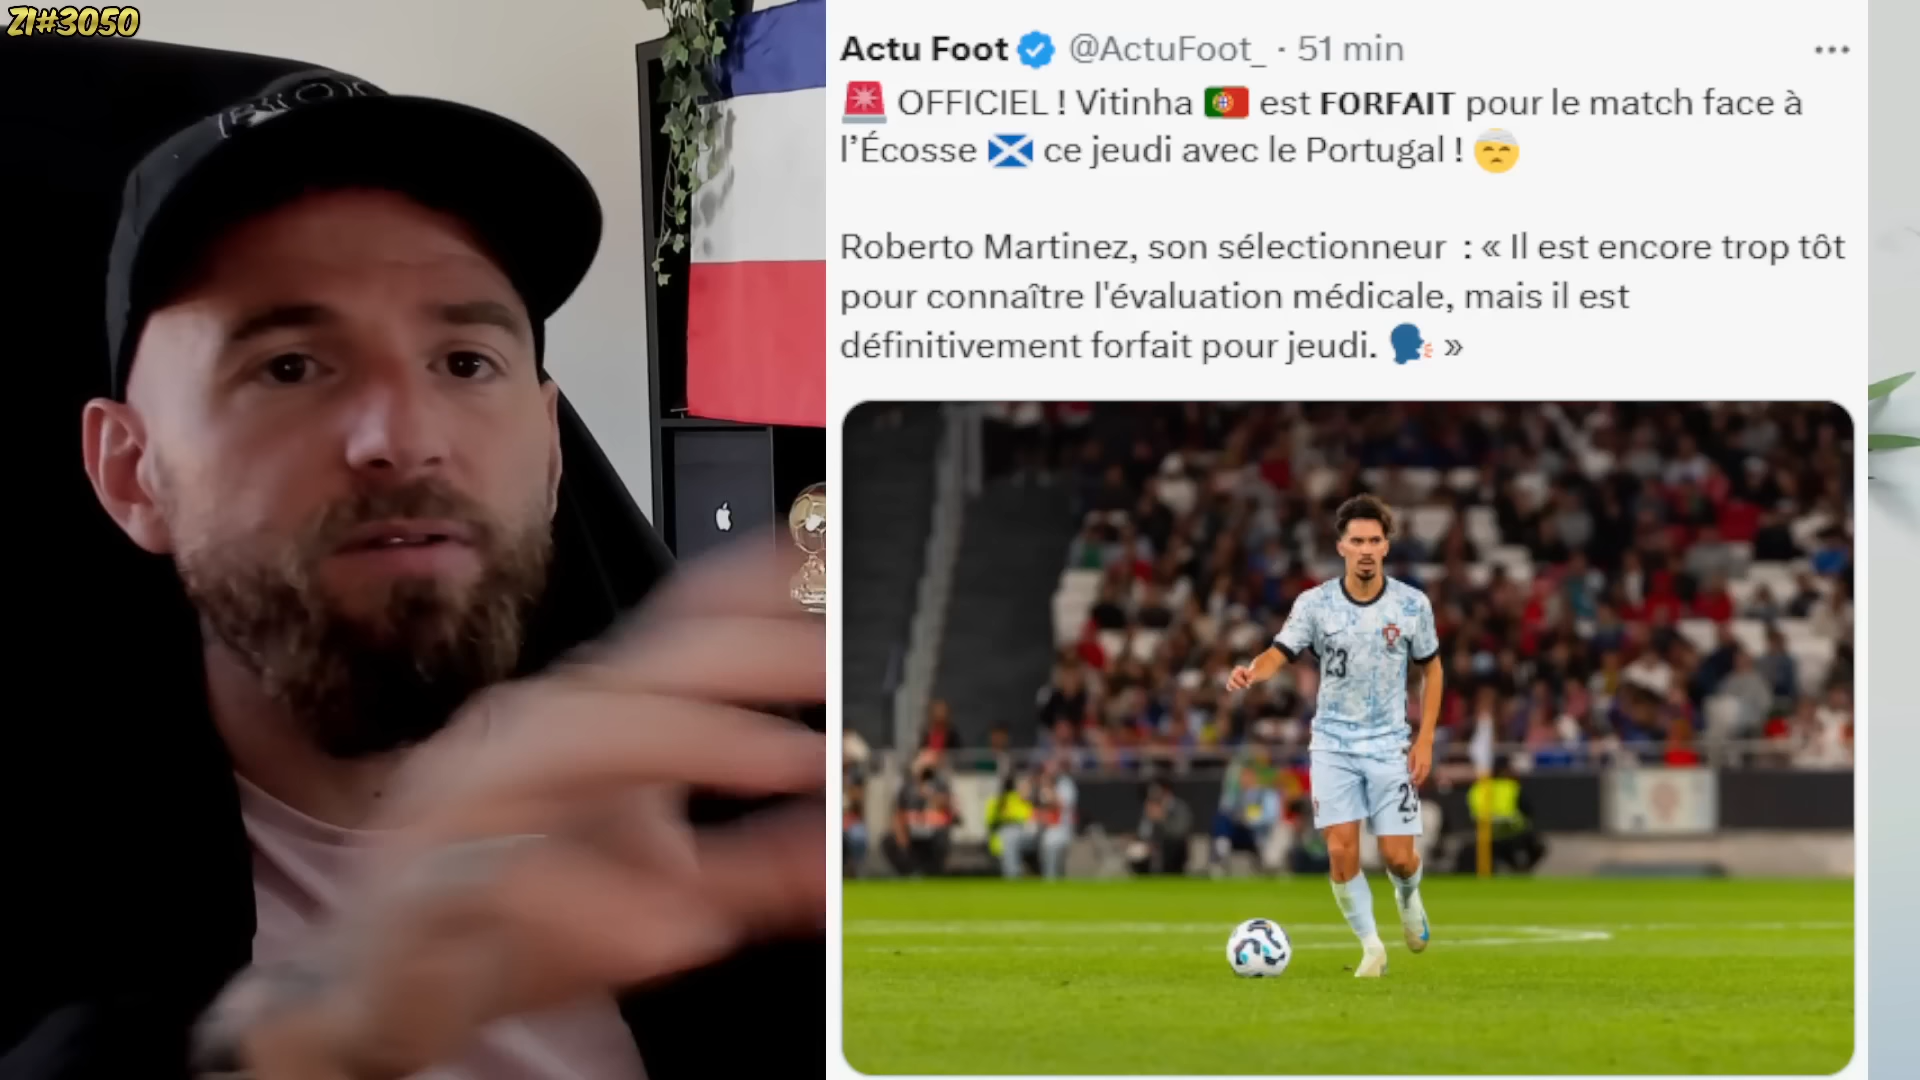 ZI#3050
Actu Foot @ActuFoot_ · 51 min
🚨 OFFICIEL ! Vitinha 🇵🇹 est FORFAIT pour le match face à
l’Écosse 🏴󠁧󠁢󠁳󠁣󠁴󠁿 ce jeudi avec le Portugal ! 🤕
Roberto Martinez, son sélectionneur : « Il est encore trop tôt
pour connaître l'évaluation médicale, mais il est
définitivement forfait pour jeudi. 🗣️ »
23
23